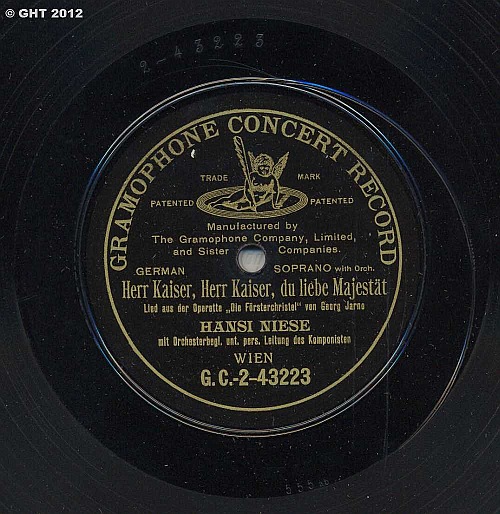 © GHT 2012
2-43223
GRAMOPHONE CONCERT RECORD
TRADE MARK
PATENTED PATENTED
Manufactured by
The Gramophone Company, Limited,
and Sister Companies.
GERMAN SOPRANO with Orch.
Herr Kaiser, Herr Kaiser, du liebe Majestät
Lied aus der Operette „Die Försterchristel" von Georg Jarno
HANSI NIESE
mit Orchesterbegl. unt. pers. Leitung des Komponisten
WIEN
G.C.-2-43223